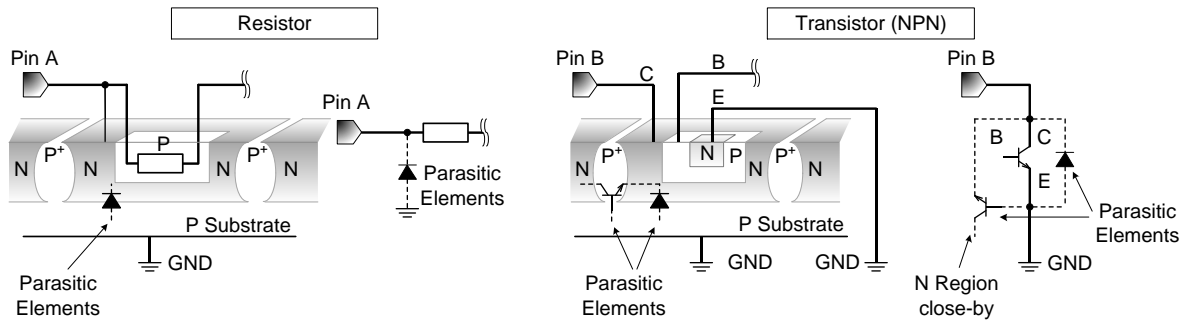 Resistor
Transistor (NPN)
Pin A
Pin A
N
P+
N
P
P+
N
Parasitic
Elements
P Substrate
GND
Parasitic
Elements
Pin B
C
B
E
N
P+
N
N
P
P+
N
P Substrate
GND
GND
Parasitic
Elements
Pin B
B
C
E
Parasitic
Elements
GND
N Region
close-by